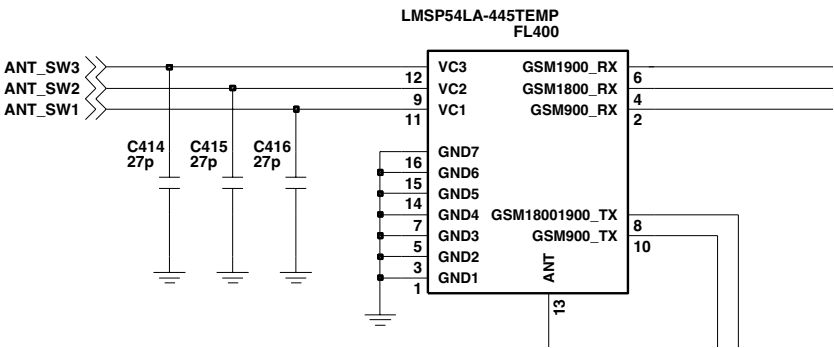 LMSP54LA-445TEMP
FL400
ANT_SW3
ANT_SW2
ANT_SW1
12
9
11
VC3
VC2
VC1
GSM1900_RX
GSM1800_RX
GSM900_RX
6
4
2
C414
27p
C415
27p
C416
27p
GND7
GND6
GND5
GND4
GND3
GND2
GND1
16
15
14
7
5
3
1
GSM18001900_TX
GSM900_TX
8
10
ANT
13